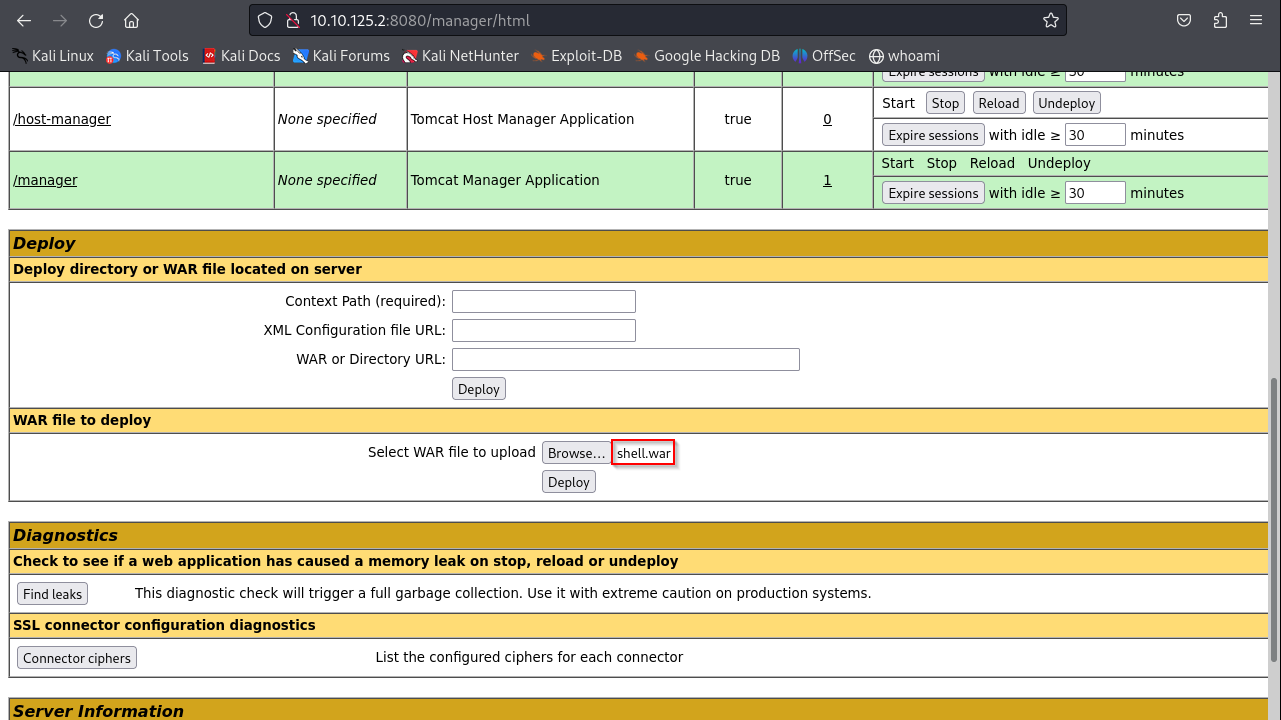 10.10.125.2:8080/manager/html
Kali Linux Kali Tools Kali Docs Kali Forums Kali NetHunter Exploit-DB Google Hacking DB OffSec whoami
Expire sessions with idle ≥ 30 minutes
/host-manager None specified Tomcat Host Manager Application true 0 Start Stop Reload Undeploy
Expire sessions with idle ≥ 30 minutes
/manager None specified Tomcat Manager Application true 1 Start Stop Reload Undeploy
Expire sessions with idle ≥ 30 minutes
Deploy
Deploy directory or WAR file located on server
Context Path (required):
XML Configuration file URL:
WAR or Directory URL:
Deploy
WAR file to deploy
Select WAR file to upload Browse... shell.war
Deploy
Diagnostics
Check to see if a web application has caused a memory leak on stop, reload or undeploy
Find leaks This diagnostic check will trigger a full garbage collection. Use it with extreme caution on production systems.
SSL connector configuration diagnostics
Connector ciphers List the configured ciphers for each connector
Server Information